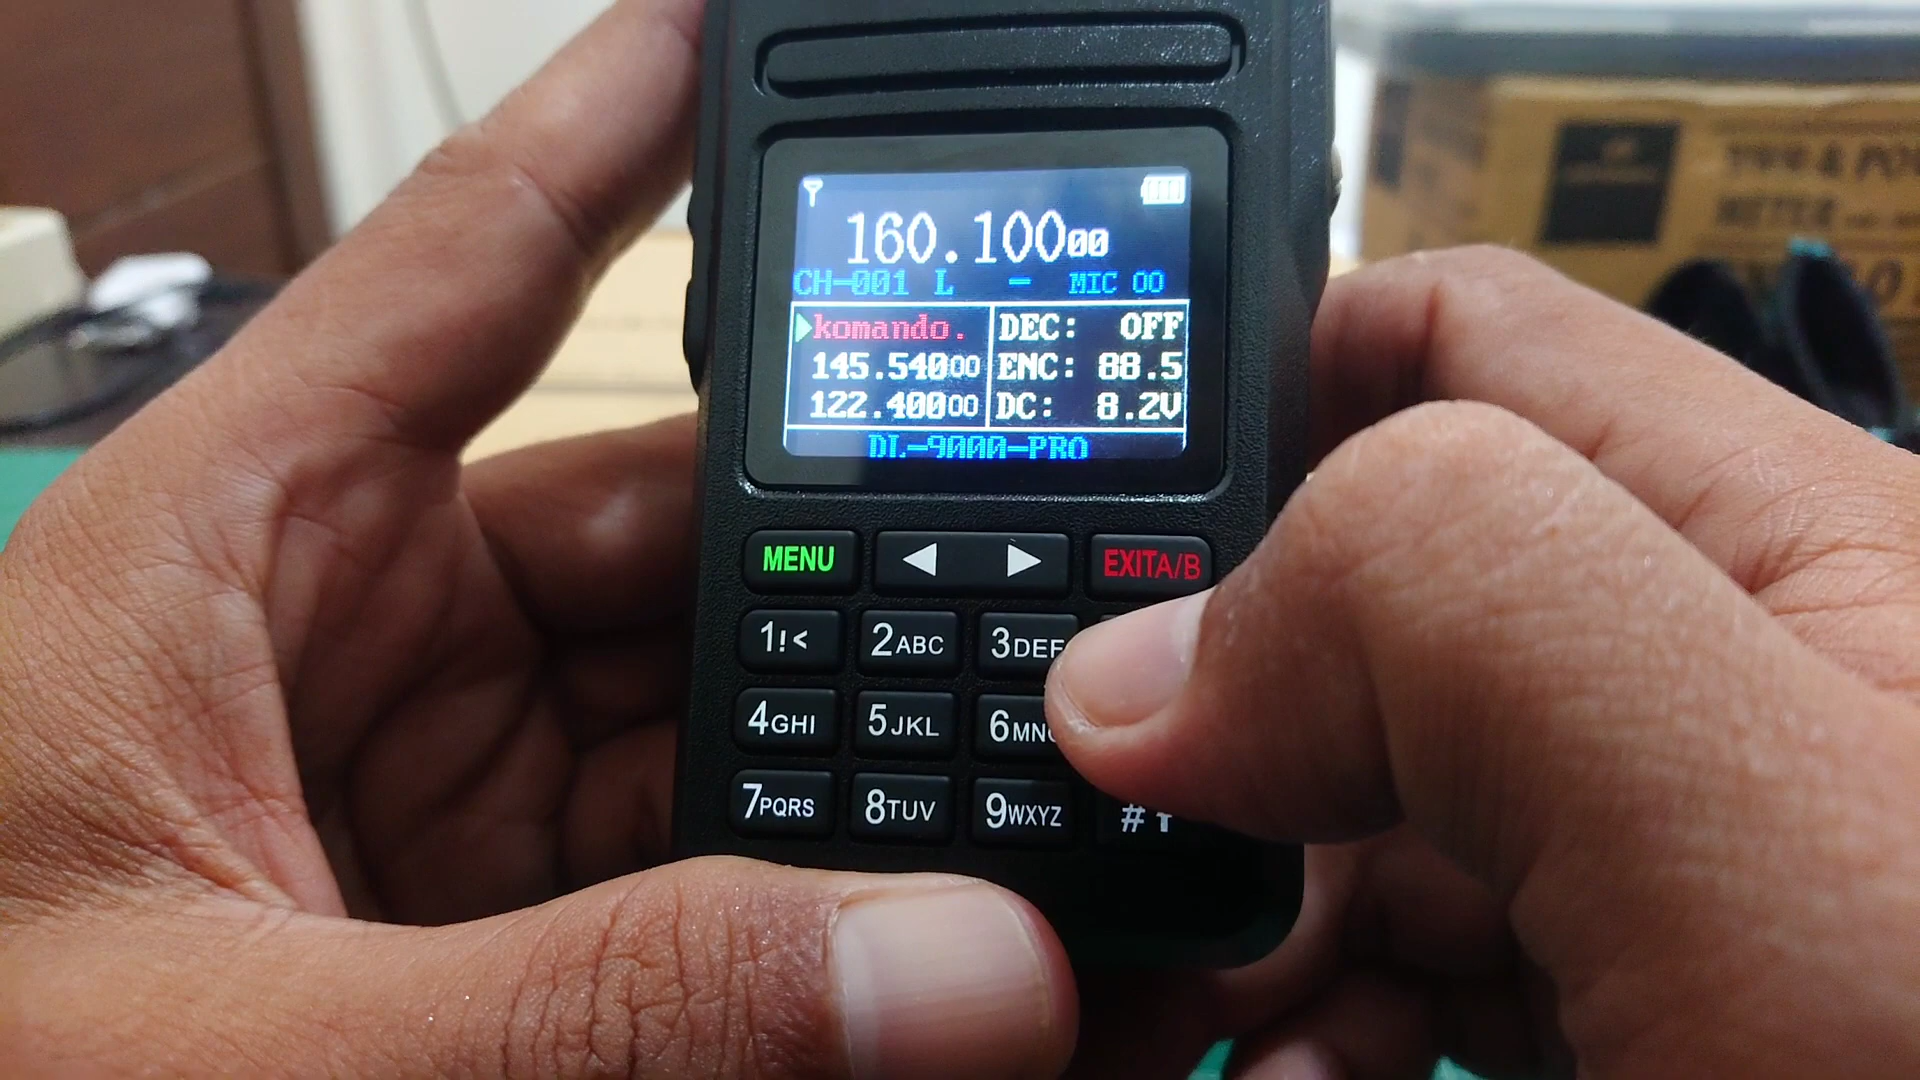 160.10000
CH-001 L - MIC 00
komando. DEC: OFF
145.54000 ENC: 88.5
122.40000 DC: 8.2V
DL-9000-PRO
MENU EXITA/B
1!< 2ABC 3DEF
4GHI 5JKL 6MN
7PQRS 8TUV 9WXYZ #
METER